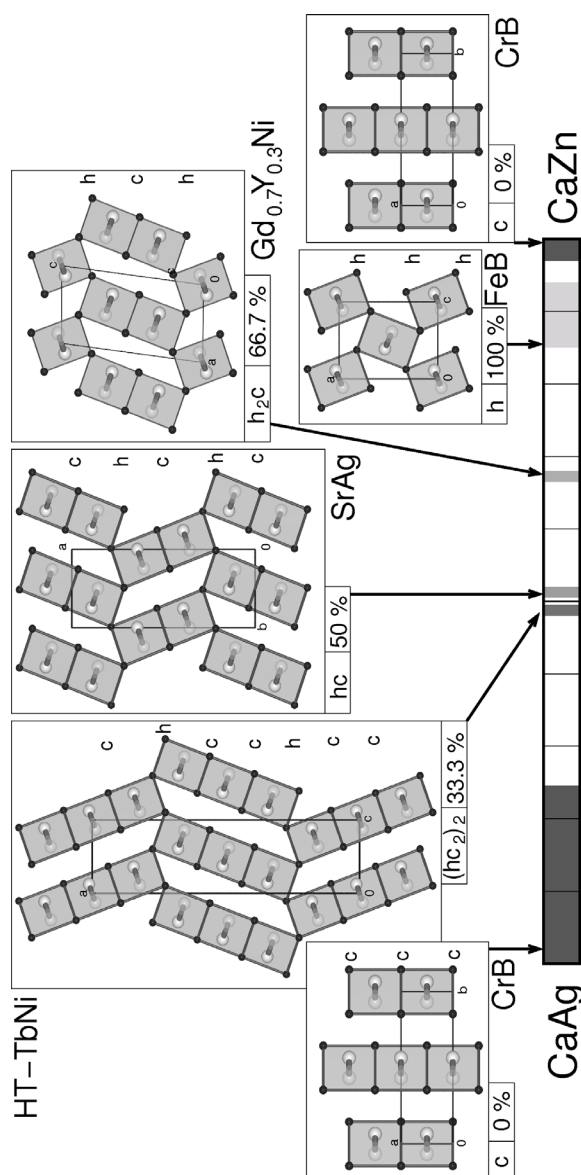 HT–TbNi
a
0
c
c
h
c
c
h
c
c
(hc₂)₂ 33.3 %
a
0
b
c
h
c
h
c
hc 50 %
SrAg
c
a
0
c
h
c
h
h₂c 66.7 %
Gd₀.₇Y₀.₃Ni
a
0
b
c
c
c
c 0 %
CrB
a
0
c
h
h
h
h 100 %
FeB
a
0
b
c 0 %
CrB
CaAg
CaZn